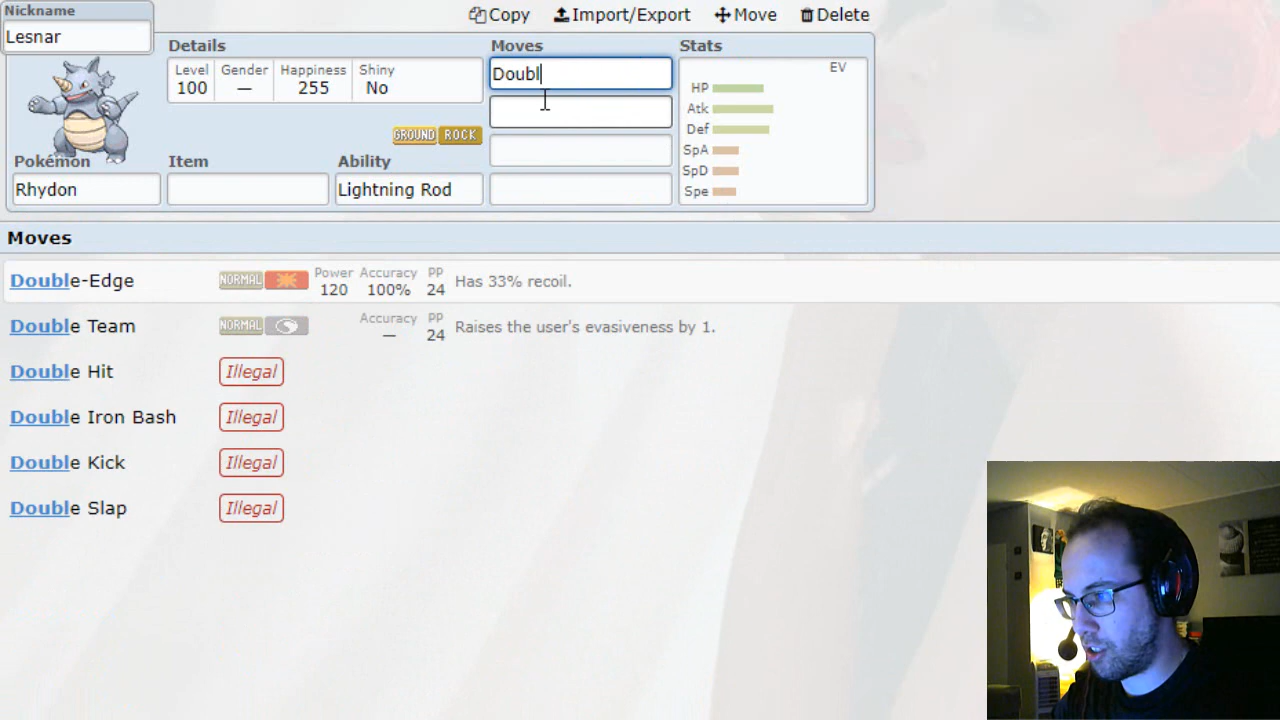 Nickname
Lesnar
Copy Import/Export Move Delete
Details
Level Gender Happiness Shiny
100 — 255 No
GROUND ROCK
Pokémon Item Ability
Rhydon Lightning Rod
Moves
Doubl
Stats
EV
HP
Atk
Def
SpA
SpD
Spe
Moves
Double-Edge NORMAL Power 120 Accuracy 100% PP 24 Has 33% recoil.
Double Team NORMAL Accuracy — PP 24 Raises the user's evasiveness by 1.
Double Hit Illegal
Double Iron Bash Illegal
Double Kick Illegal
Double Slap Illegal